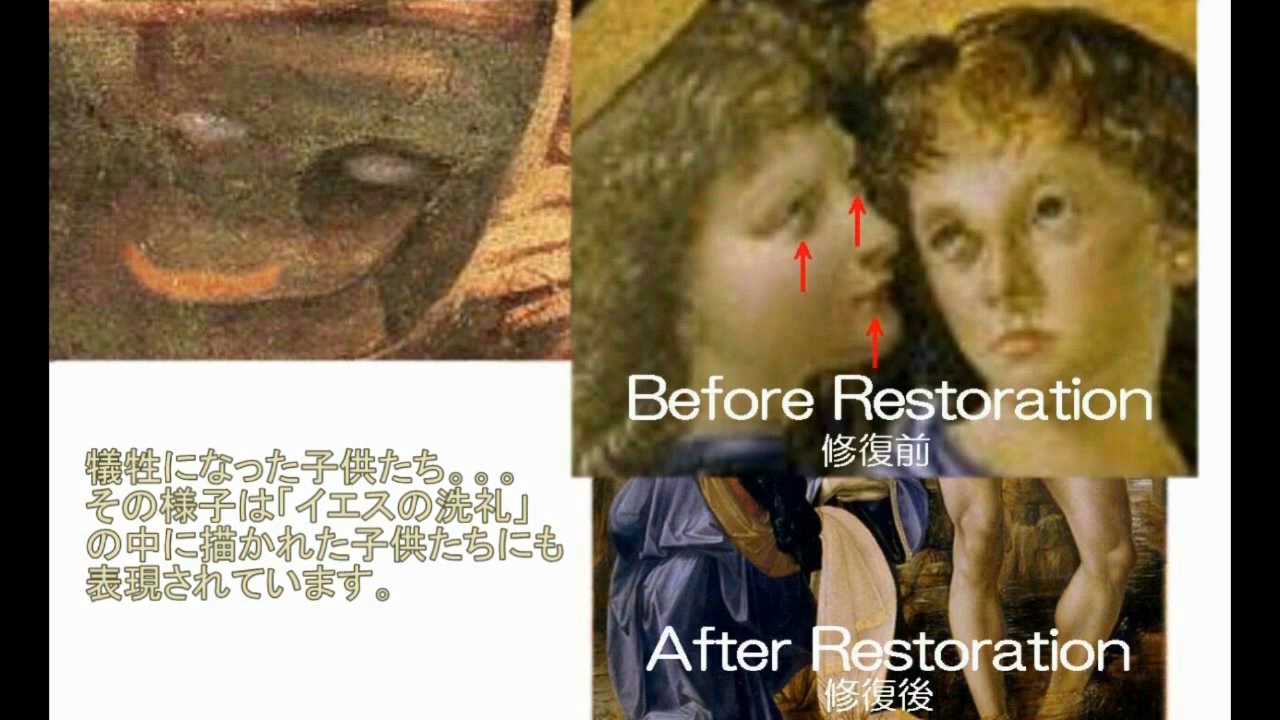 Before Restoration
修復前
犠牲になった子供たち。。。
その様子は「イエスの洗礼」
の中に描かれた子供たちにも
表現されています。
After Restoration
修復後